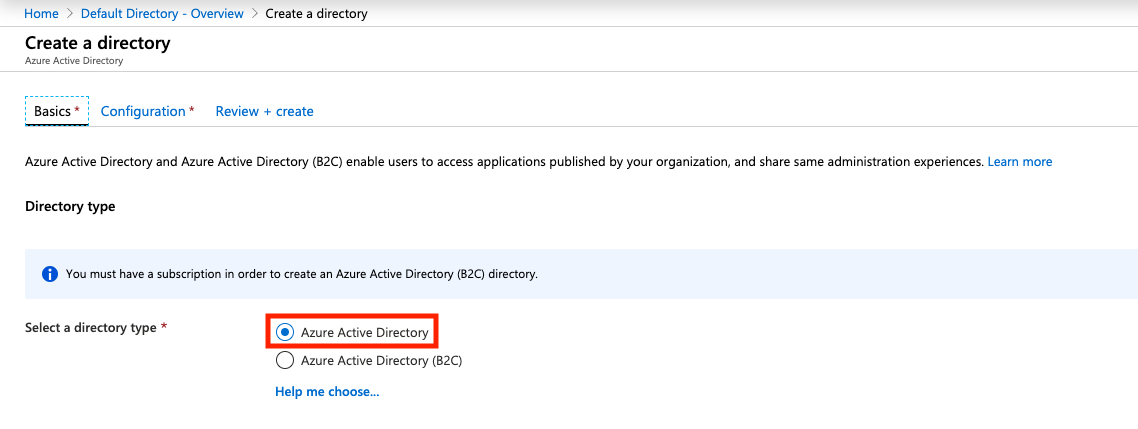 Home > Default Directory - Overview > Create a directory
Create a directory
Azure Active Directory
Basics * Configuration * Review + create
Azure Active Directory and Azure Active Directory (B2C) enable users to access applications published by your organization, and share same administration experiences. Learn more
Directory type
You must have a subscription in order to create an Azure Active Directory (B2C) directory.
Select a directory type * Azure Active Directory
Azure Active Directory (B2C)
Help me choose...